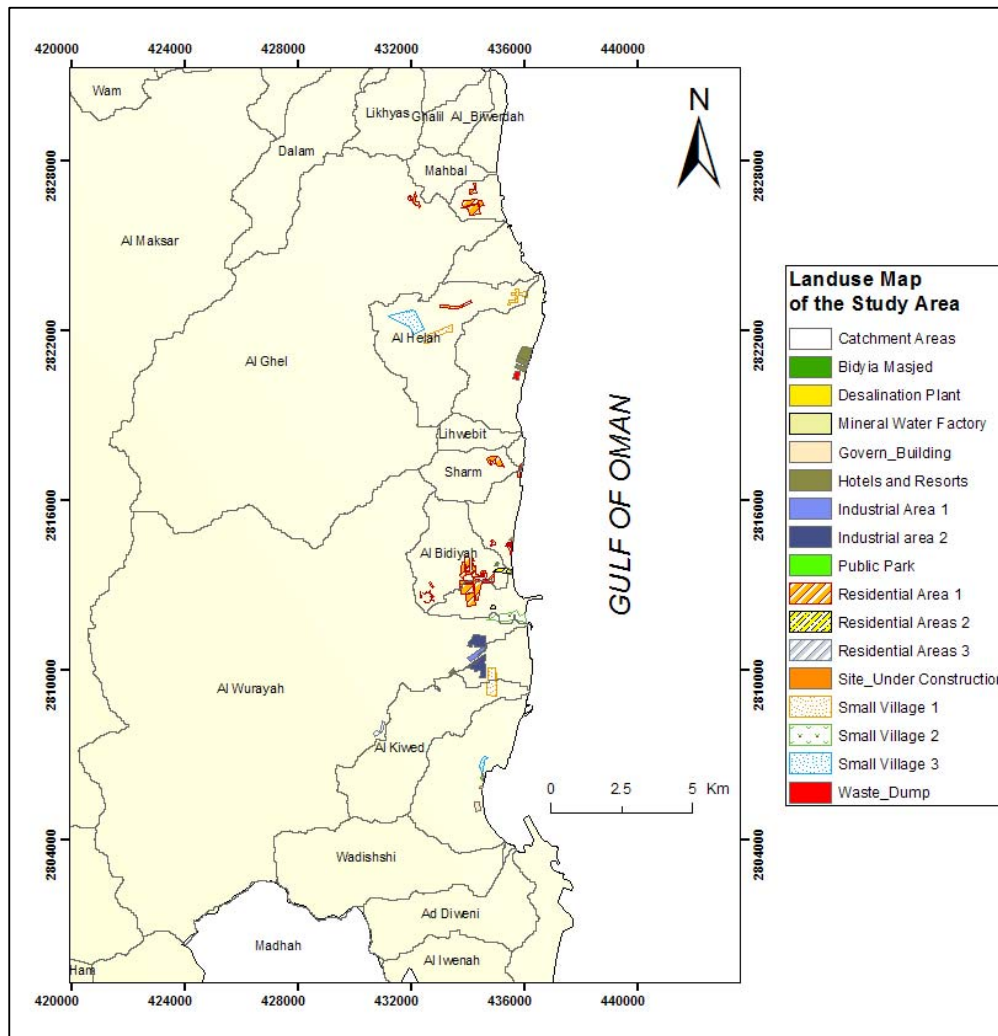 420000 424000 428000 432000 436000 440000
N
Wam
Likhyas
Ghalil
Al_Biwerdah
Dalam
2828000
2828000
Mahbal
Al Maksar
Landuse Map
of the Study Area
Catchment Areas
Bidyia Masjed
Desalination Plant
Mineral Water Factory
Govern_Building
Hotels and Resorts
Industrial Area 1
Industrial area 2
Public Park
Residential Area 1
Residential Areas 2
Residential Areas 3
Site_Under Construction
Small Village 1
Small Village 2
Small Village 3
Waste_Dump
2822000
2822000
Al Helah
Al Ghel
GULF OF OMAN
Lihwebit
Sharm
2816000
2816000
Al Bidiyah
2810000
2810000
Al Wurayah
Al Kiwed
0 2.5 5 Km
2804000
2804000
Wadishshi
Ad Diweni
Madhah
Al Iwenah
Ham
420000 424000 428000 432000 436000 440000